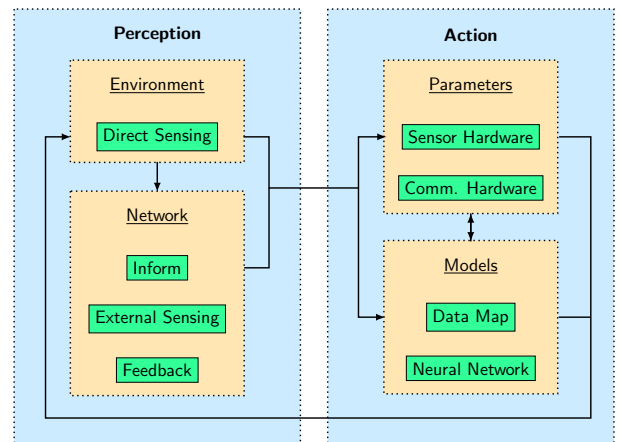 Perception
Environment
Direct Sensing
Network
Inform
External Sensing
Feedback
Action
Parameters
Sensor Hardware
Comm. Hardware
Models
Data Map
Neural Network